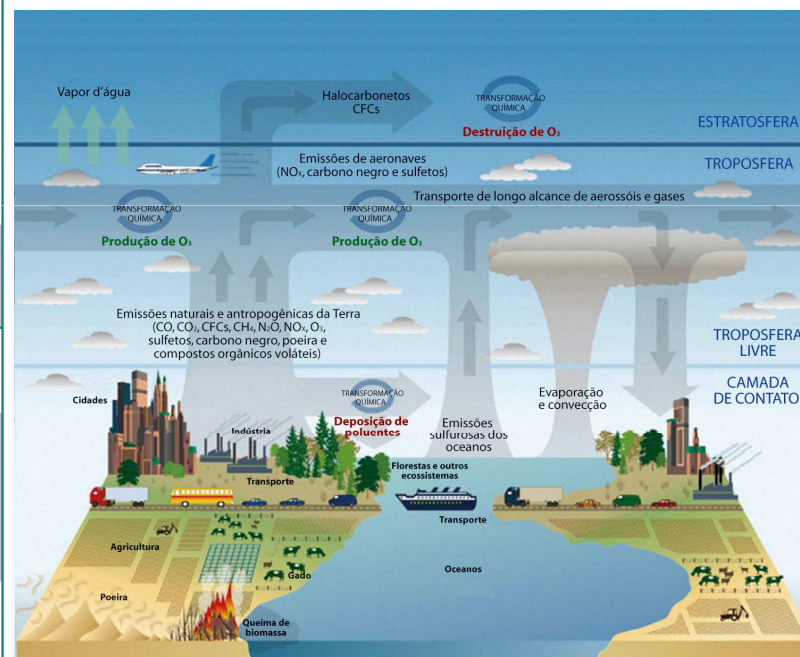 Vapor d'água
Halocarbonetos
CFCs
TRANSFORMAÇÃO
QUÍMICA
Destruição de O₃
ESTRATOSFERA
Emissões de aeronaves
(NOx, carbono negro e sulfetos)
TROPOSFERA
Transporte de longo alcance de aerossóis e gases
TRANSFORMAÇÃO
QUÍMICA
Produção de O₃
TRANSFORMAÇÃO
QUÍMICA
Produção de O₃
Emissões naturais e antropogênicas da Terra
(CO, CO₂, CFCs, CH₄, N₂O, NOx, O₃,
sulfetos, carbono negro, poeira e
compostos orgânicos voláteis)
TROPOSFERA
LIVRE
CAMADA
DE CONTATO
Cidades
Indústria
TRANSFORMAÇÃO
QUÍMICA
Deposição de
poluentes
Emissões
sulfurosas dos
oceanos
Evaporação
e convecção
Florestas e outros
ecossistemas
Transporte
Transporte
Agricultura
Gado
Oceanos
Poeira
Queima de
biomassa